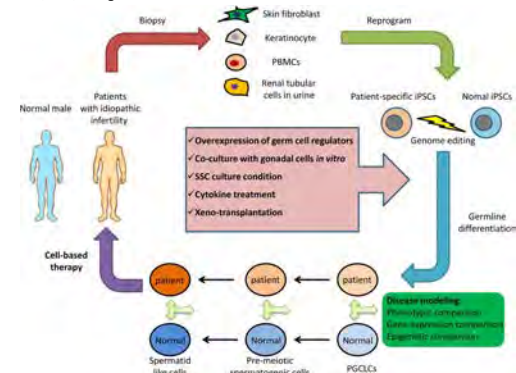 Biopsy
Skin fibroblast
Keratinocyte
PBMCs
Renal tubular
cells in urine
Reprogram
Normal male
Patients
with idiopathic
infertility
Patient-specific iPSCs
Nomal iPSCs
Genome editing
✓Overexpression of germ cell regulators
✓Co-culture with gonadal cells in vitro
✓SSC culture condition
✓Cytokine treatment
✓Xeno-transplantation
Germline
differentiation
Cell-based
therapy
patient
patient
patient
Disease modelling:
Phenotypic comparison
Gene expression comparison
Epigenetic comparison
Normal
Normal
Normal
Spermatid
like cells
Pre-meiotic
spermatogenic cells
PGCLCs